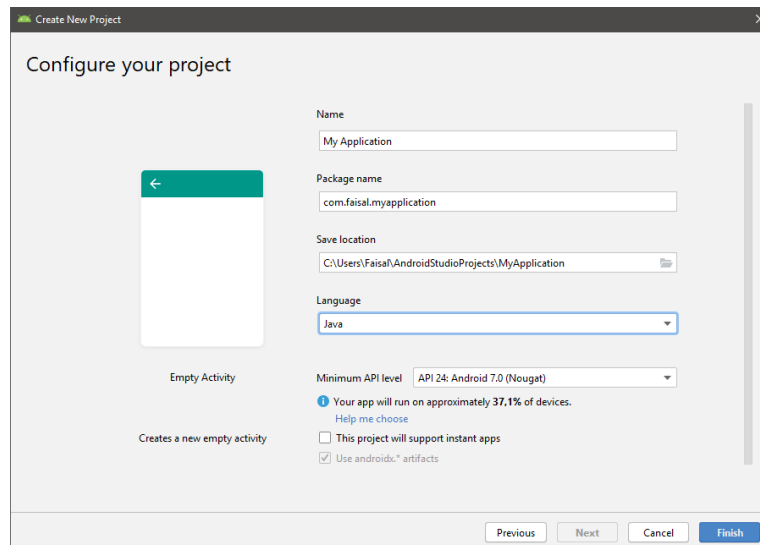 Create New Project
Configure your project
Name
My Application
Package name
com.faisal.myapplication
Save location
C:\Users\Faisal\AndroidStudioProjects\MyApplication
Language
Java
Empty Activity
Minimum API level API 24: Android 7.0 (Nougat)
Your app will run on approximately 37,1% of devices.
Help me choose
Creates a new empty activity
This project will support instant apps
Use androidx.* artifacts
Previous Next Cancel Finish